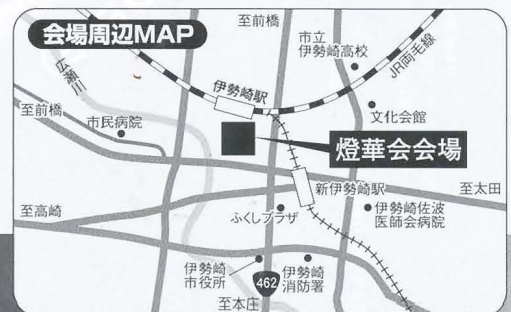 会場周辺MAP
至前橋
市立
伊勢崎高校
JR両毛線
広瀬川
伊勢崎駅
至前橋
市民病院
文化会館
燈華会会場
新伊勢崎駅
至太田
至高崎
ふくしプラザ
伊勢崎佐波
医師会病院
伊勢崎
市役所
462
伊勢崎
消防署
至本庄